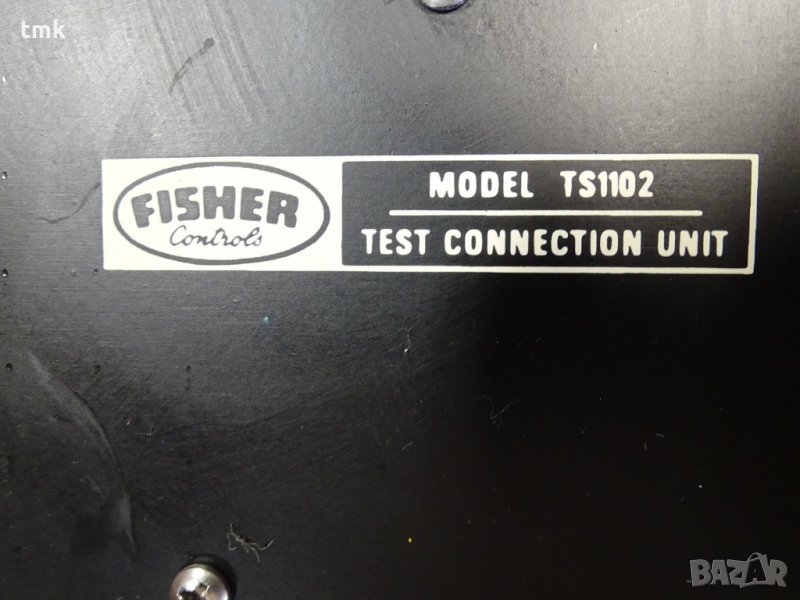 tmk
FISHER
Controls
MODEL TS1102
TEST CONNECTION UNIT
BAZAR